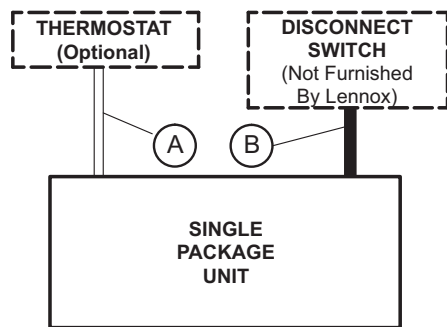 THERMOSTAT
(Optional)
DISCONNECT
SWITCH
(Not Furnished
By Lennox)
A
B
SINGLE
PACKAGE
UNIT